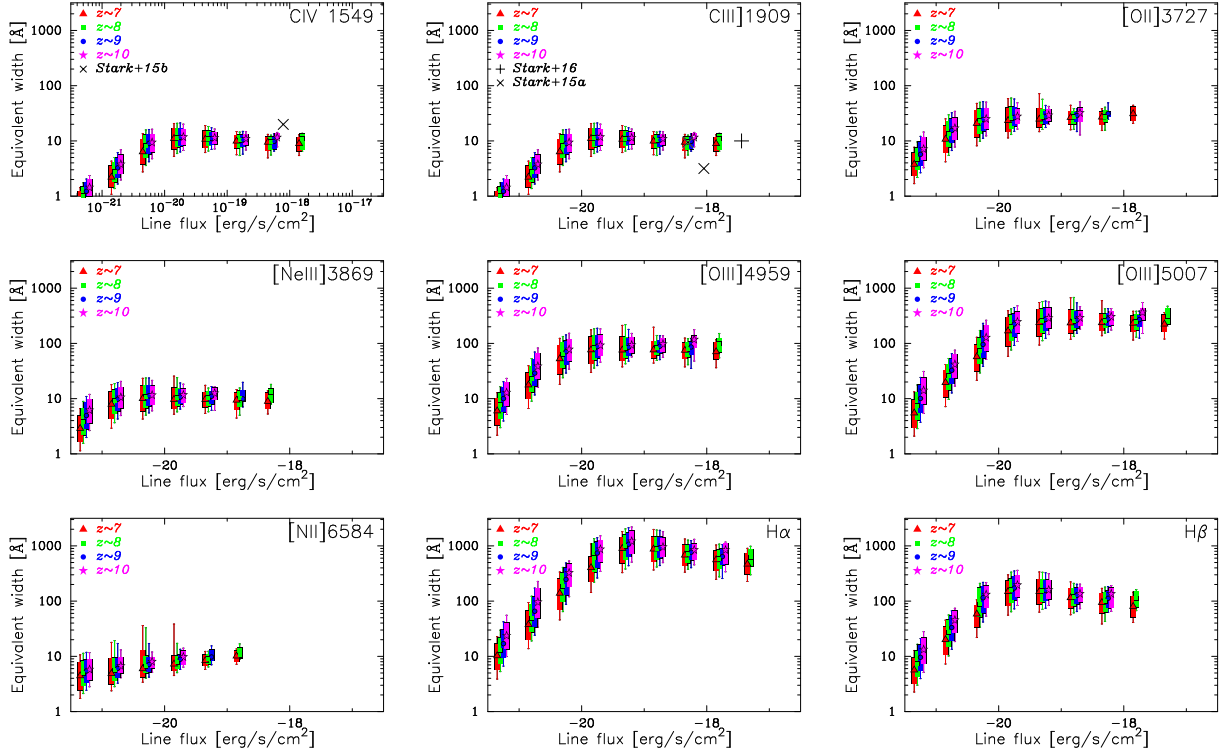 CIV 1549
Equivalent width [Å]
1000
100
10
1
z~7
z~8
z~9
z~10
Stark+15b
10⁻²¹ 10⁻²⁰ 10⁻¹⁹ 10⁻¹⁸ 10⁻¹⁷
Line flux [erg/s/cm²]
CIII]1909
Equivalent width [Å]
1000
100
10
1
z~7
z~8
z~9
z~10
Stark+16
Stark+15a
−20 −18
Line flux [erg/s/cm²]
[OII]3727
Equivalent width [Å]
1000
100
10
1
z~7
z~8
z~9
z~10
−20 −18
Line flux [erg/s/cm²]
[NeIII]3869
Equivalent width [Å]
1000
100
10
1
z~7
z~8
z~9
z~10
−20 −18
Line flux [erg/s/cm²]
[OIII]4959
Equivalent width [Å]
1000
100
10
1
z~7
z~8
z~9
z~10
−20 −18
Line flux [erg/s/cm²]
[OIII]5007
Equivalent width [Å]
1000
100
10
1
z~7
z~8
z~9
z~10
−20 −18
Line flux [erg/s/cm²]
[NII]6584
Equivalent width [Å]
1000
100
10
1
z~7
z~8
z~9
z~10
−20 −18
Line flux [erg/s/cm²]
Hα
Equivalent width [Å]
1000
100
10
1
z~7
z~8
z~9
z~10
−20 −18
Line flux [erg/s/cm²]
Hβ
Equivalent width [Å]
1000
100
10
1
z~7
z~8
z~9
z~10
−20 −18
Line flux [erg/s/cm²]